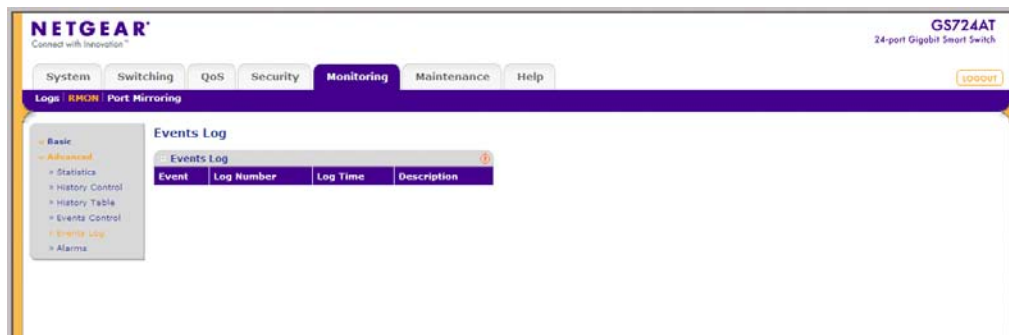 NETGEAR®
Connect with Innovation™
GS724AT
24-port Gigabit Smart Switch
System Switching QoS Security Monitoring Maintenance Help
LOGOUT
Logs RMON Port Mirroring
Basic
Advanced
Statistics
History Control
History Table
Events Control
Events Log
Alarms
Events Log
Events Log
Event Log Number Log Time Description